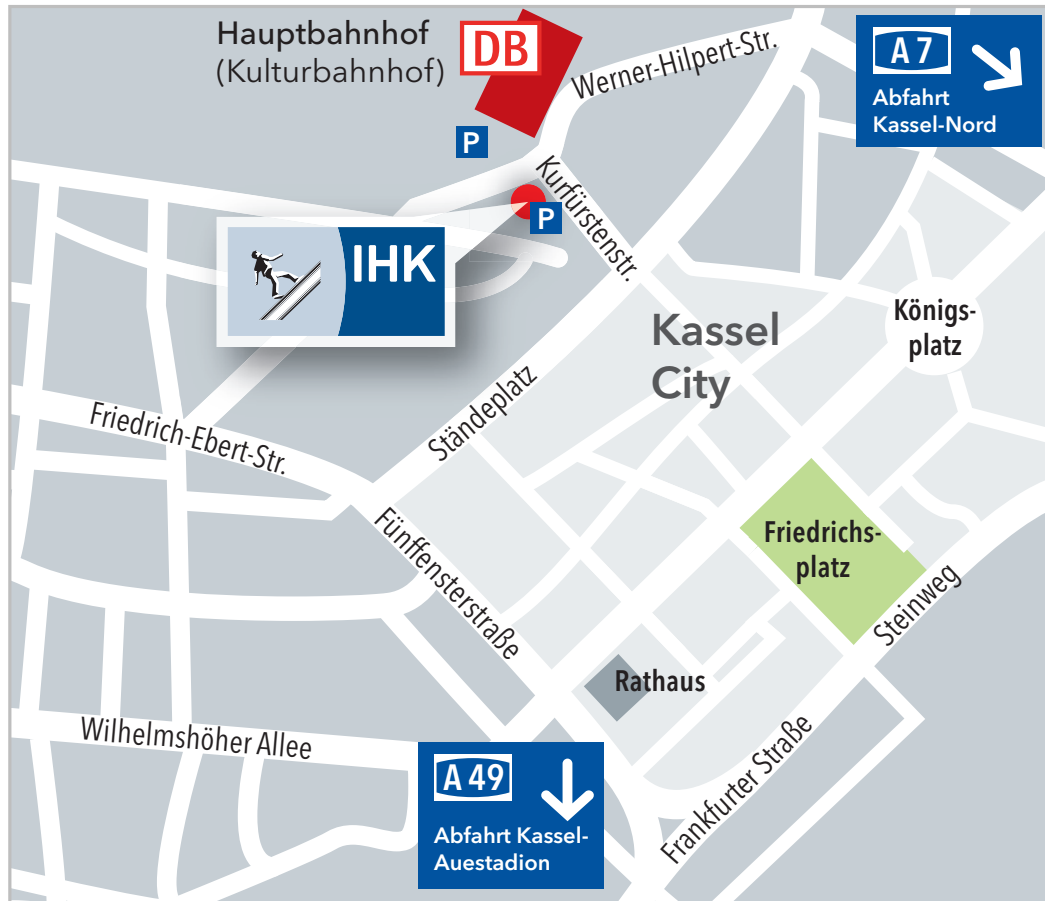 Hauptbahnhof
(Kulturbahnhof)
DB
Werner-Hilpert-Str.
A 7
Abfahrt
Kassel-Nord
P
Kurfürstenstr.
P
IHK
Kassel
City
Königs-
platz
Ständeplatz
Friedrich-Ebert-Str.
Fünffensterstraße
Friedrichs-
platz
Steinweg
Rathaus
Wilhelmshöher Allee
A 49
Abfahrt Kassel-
Auestadion
Frankfurter Straße